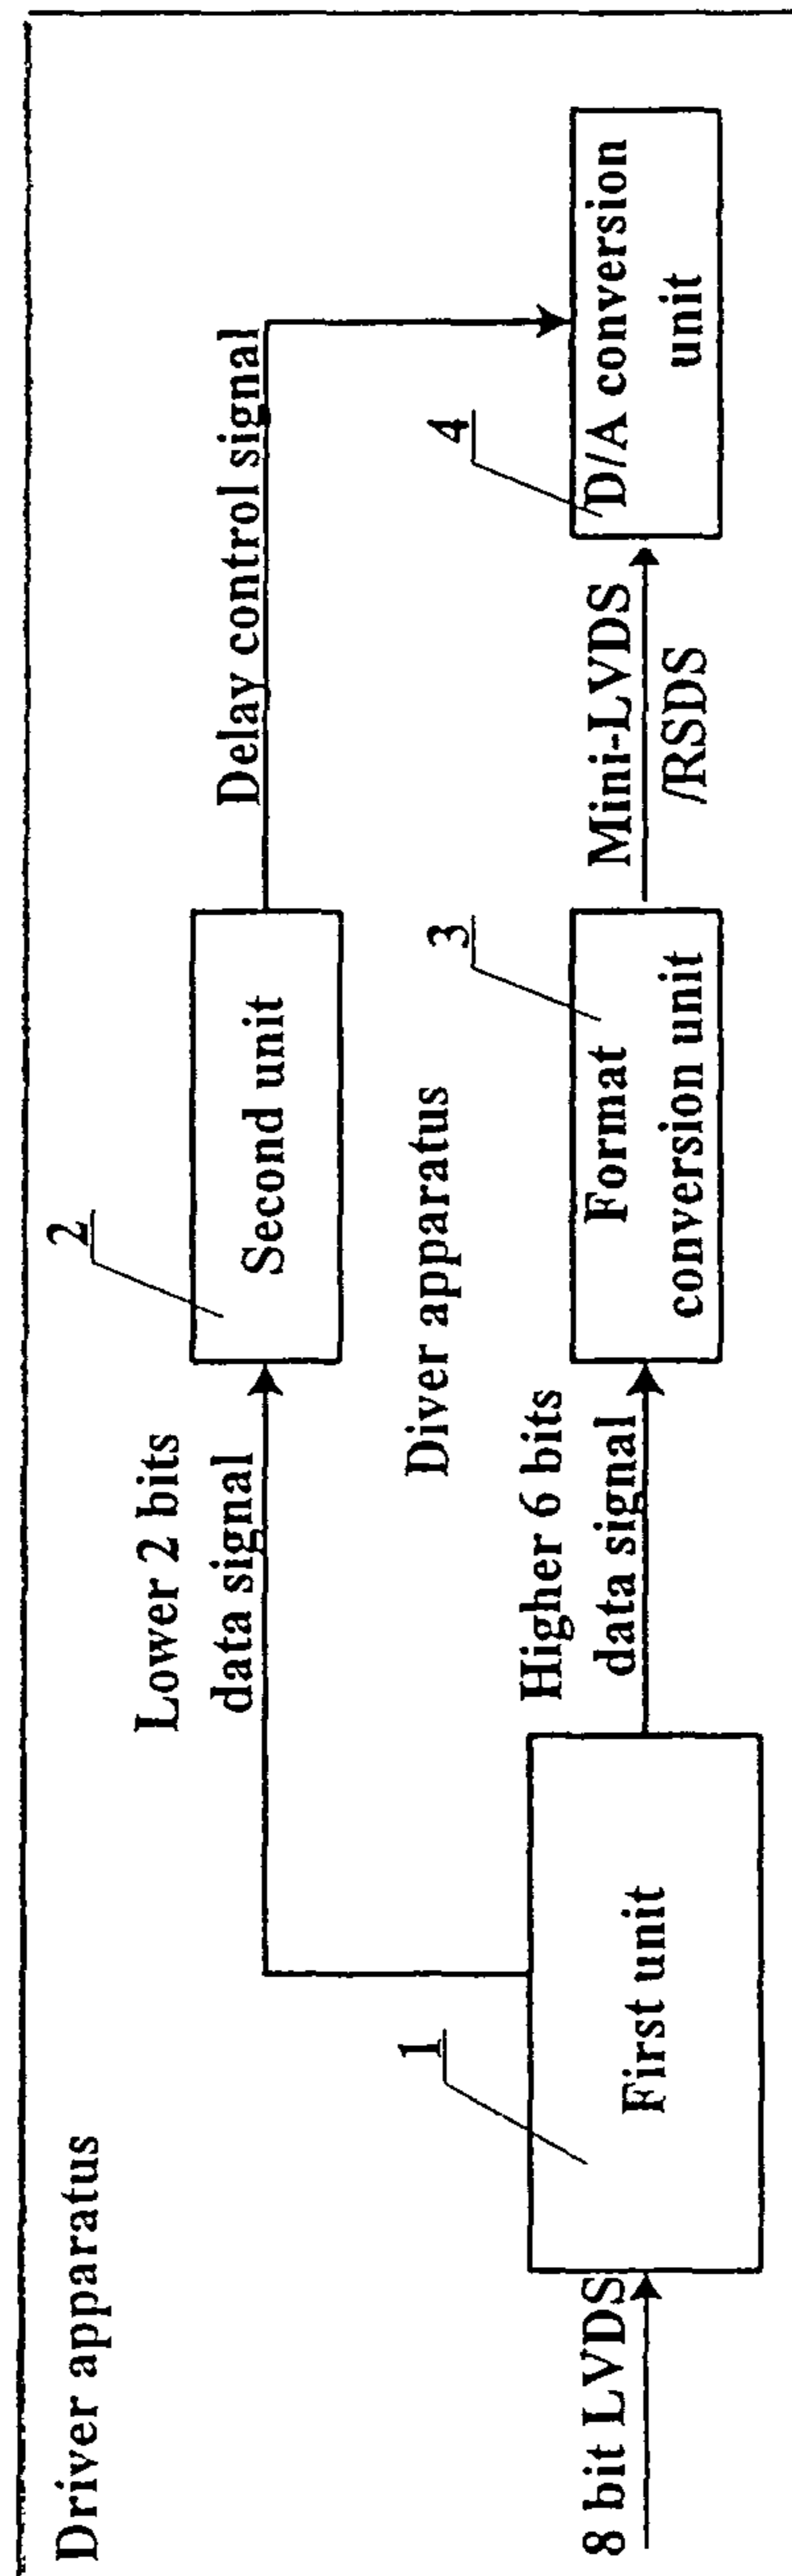 Driver apparatus
8 bit LVDS
1
First unit
Lower 2 bits
data signal
Higher 6 bits
data signal
2
Second unit
Diver apparatus
3
Format
conversion unit
Delay control signal
Mini-LVDS
/RSDS
4
D/A conversion
unit